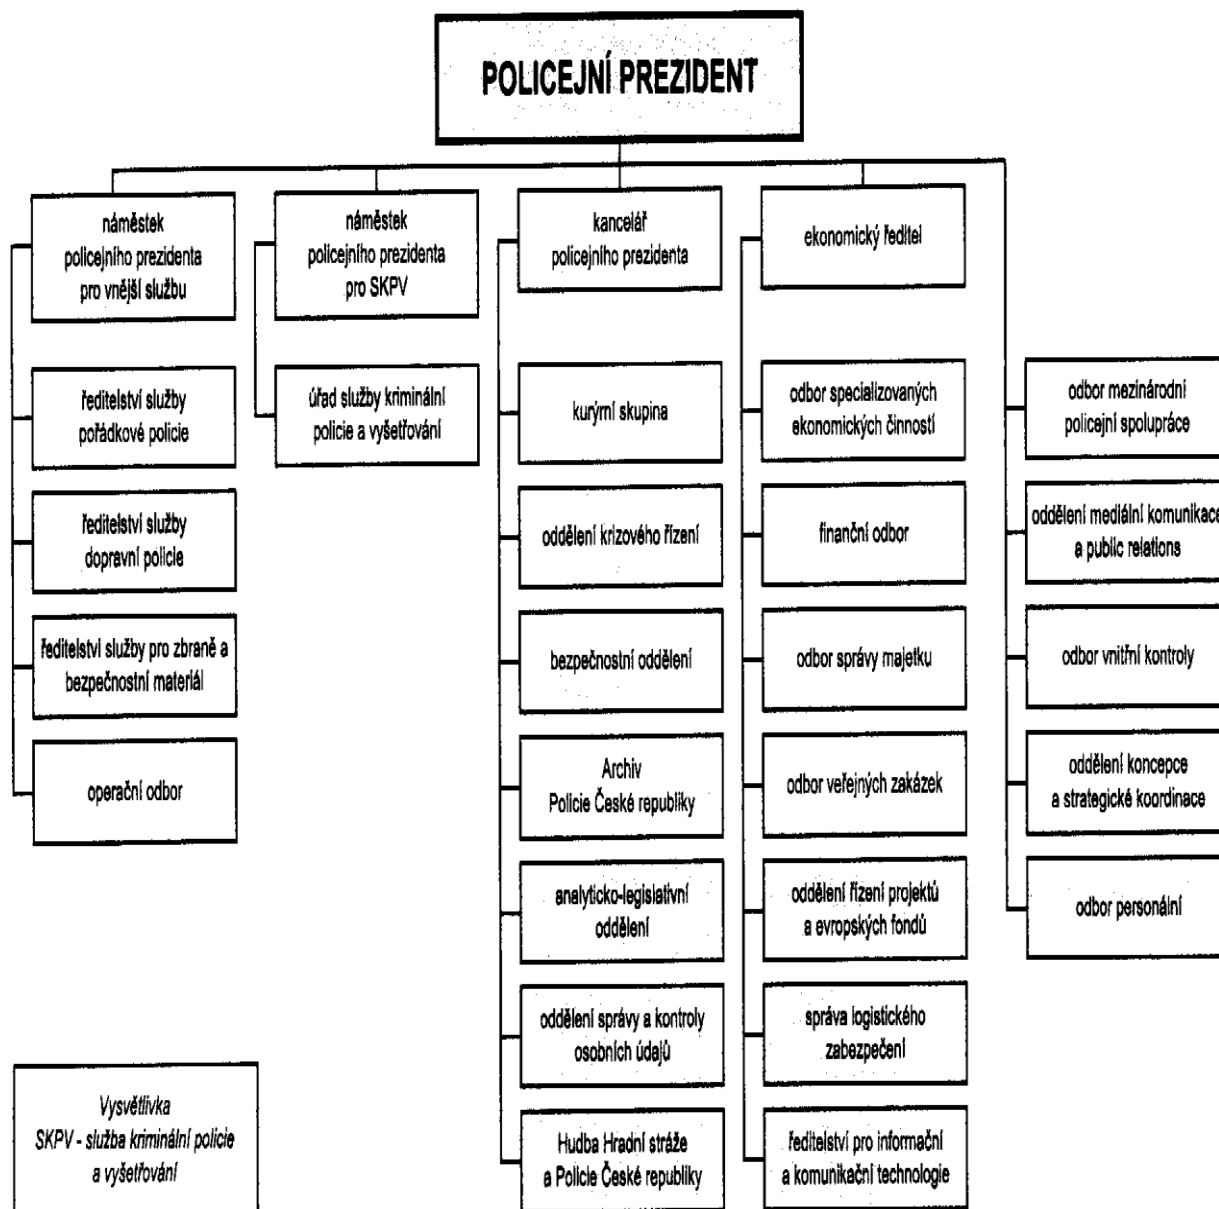 POLICEJNÍ PREZIDENT
náměstek
policejního prezidenta
pro vnější službu
náměstek
policejního prezidenta
pro SKPV
kancelář
policejního prezidenta
ekonomický ředitel
ředitelství služby
pořádkové policie
úřad služby kriminální
policie a vyšetřování
kurýrní skupina
odbor specializovaných
ekonomických činností
odbor mezinárodní
policejní spolupráce
ředitelství služby
dopravní policie
oddělení krizového řízení
finanční odbor
oddělení mediální komunikace
a public relations
ředitelství služby pro zbraně a
bezpečnostní materiál
bezpečnostní oddělení
odbor správy majetku
odbor vnitřní kontroly
operační odbor
Archiv
Policie České republiky
odbor veřejných zakázek
oddělení koncepce
a strategické koordinace
analyticko-legislativní
oddělení
oddělení řízení projektů
a evropských fondů
odbor personální
oddělení správy a kontroly
osobních údajů
správa logistického
zabezpečení
Hudba Hradní stráže
a Policie České republiky
ředitelství pro informační
a komunikační technologie
Vysvětlivka
SKPV - služba kriminální policie
a vyšetřování